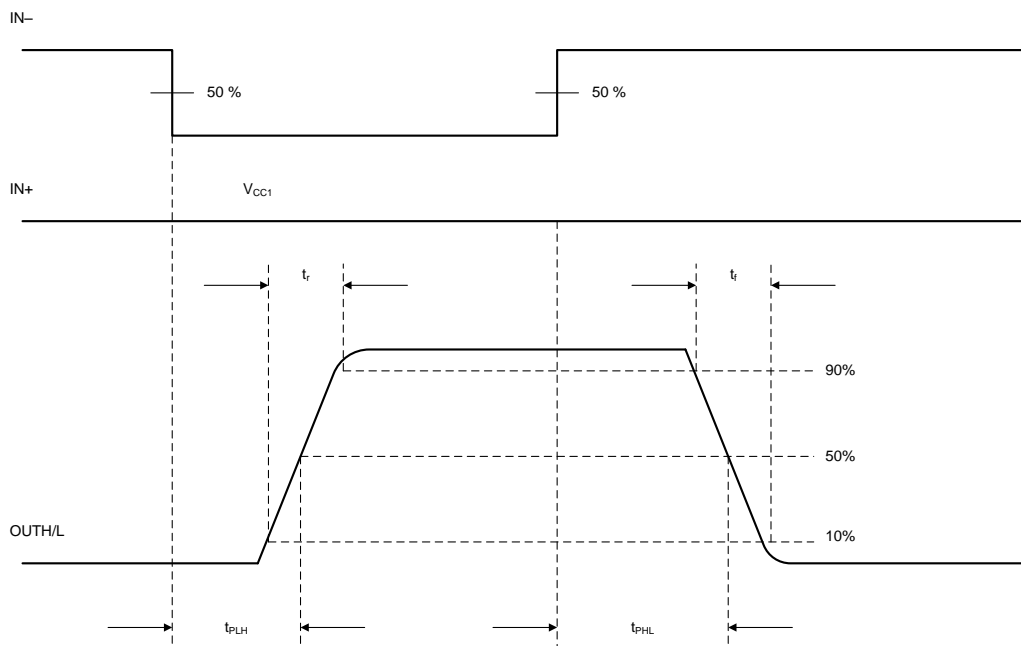 IN–
50 %
50 %
IN+
VCC1
tr
tf
90%
50%
10%
OUTH/L
tPLH
tPHL